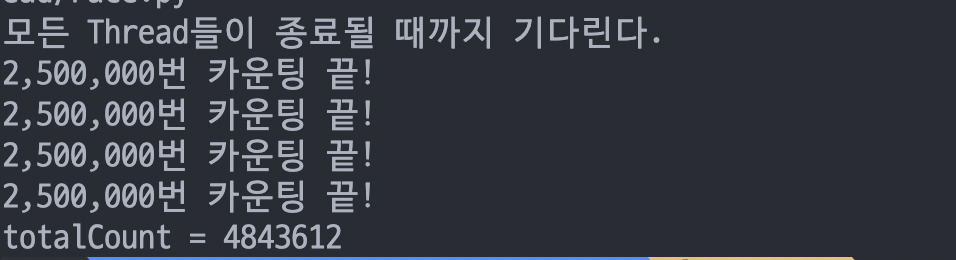 모든 Thread들이 종료될 때까지 기다린다.
2,500,000번 카운팅 끝!
2,500,000번 카운팅 끝!
2,500,000번 카운팅 끝!
2,500,000번 카운팅 끝!
totalCount = 4843612